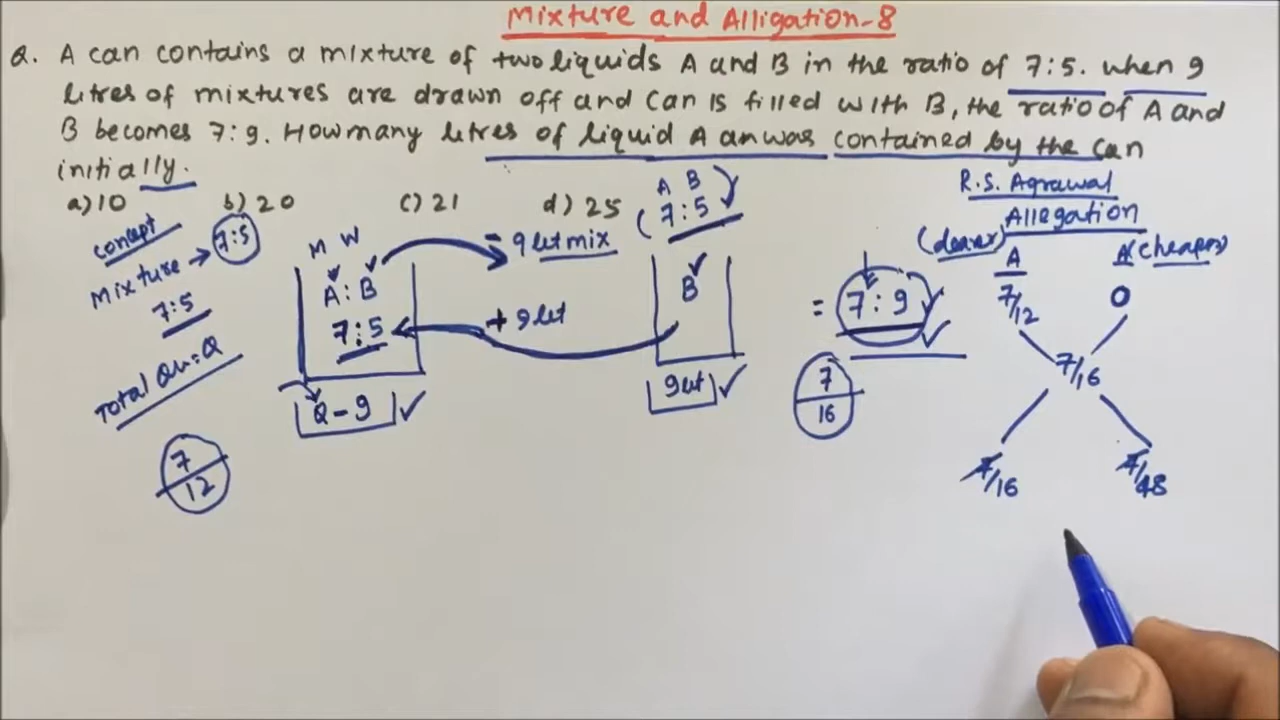 Mixture and Alligation-8
Q. A can contains a mixture of two liquids A and B in the ratio of 7:5. when 9
litres of mixtures are drawn off and Can is filled with B, the ratio of A and
B becomes 7:9. How many litres of liquid A an was contained by the can
initially.
a) 10 b) 20 c) 21 d) 25
concept
Mixture → 7:5
7:5
Total Qu = Q
7/12
M W
A : B
7:5
Q - 9
- 9 lit mix
+ 9 lit
A B
( 7:5
B
9 lit
= 7:9
7/16
R.S. Agrawal
Allegation
(dearer) (cheaper)
A A
7/12 0
7/16
7/16 7/48